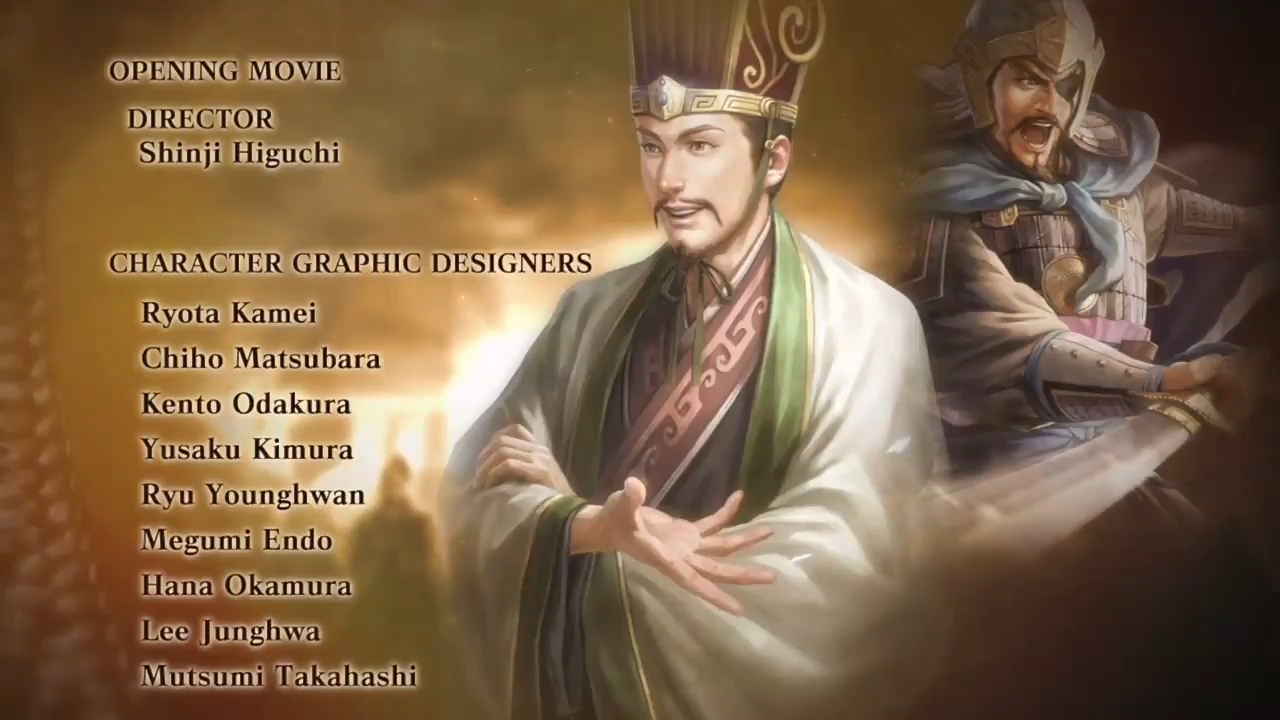 OPENING MOVIE
DIRECTOR
Shinji Higuchi
CHARACTER GRAPHIC DESIGNERS
Ryota Kamei
Chiho Matsubara
Kento Odakura
Yusaku Kimura
Ryu Younghwan
Megumi Endo
Hana Okamura
Lee Junghwa
Mutsumi Takahashi